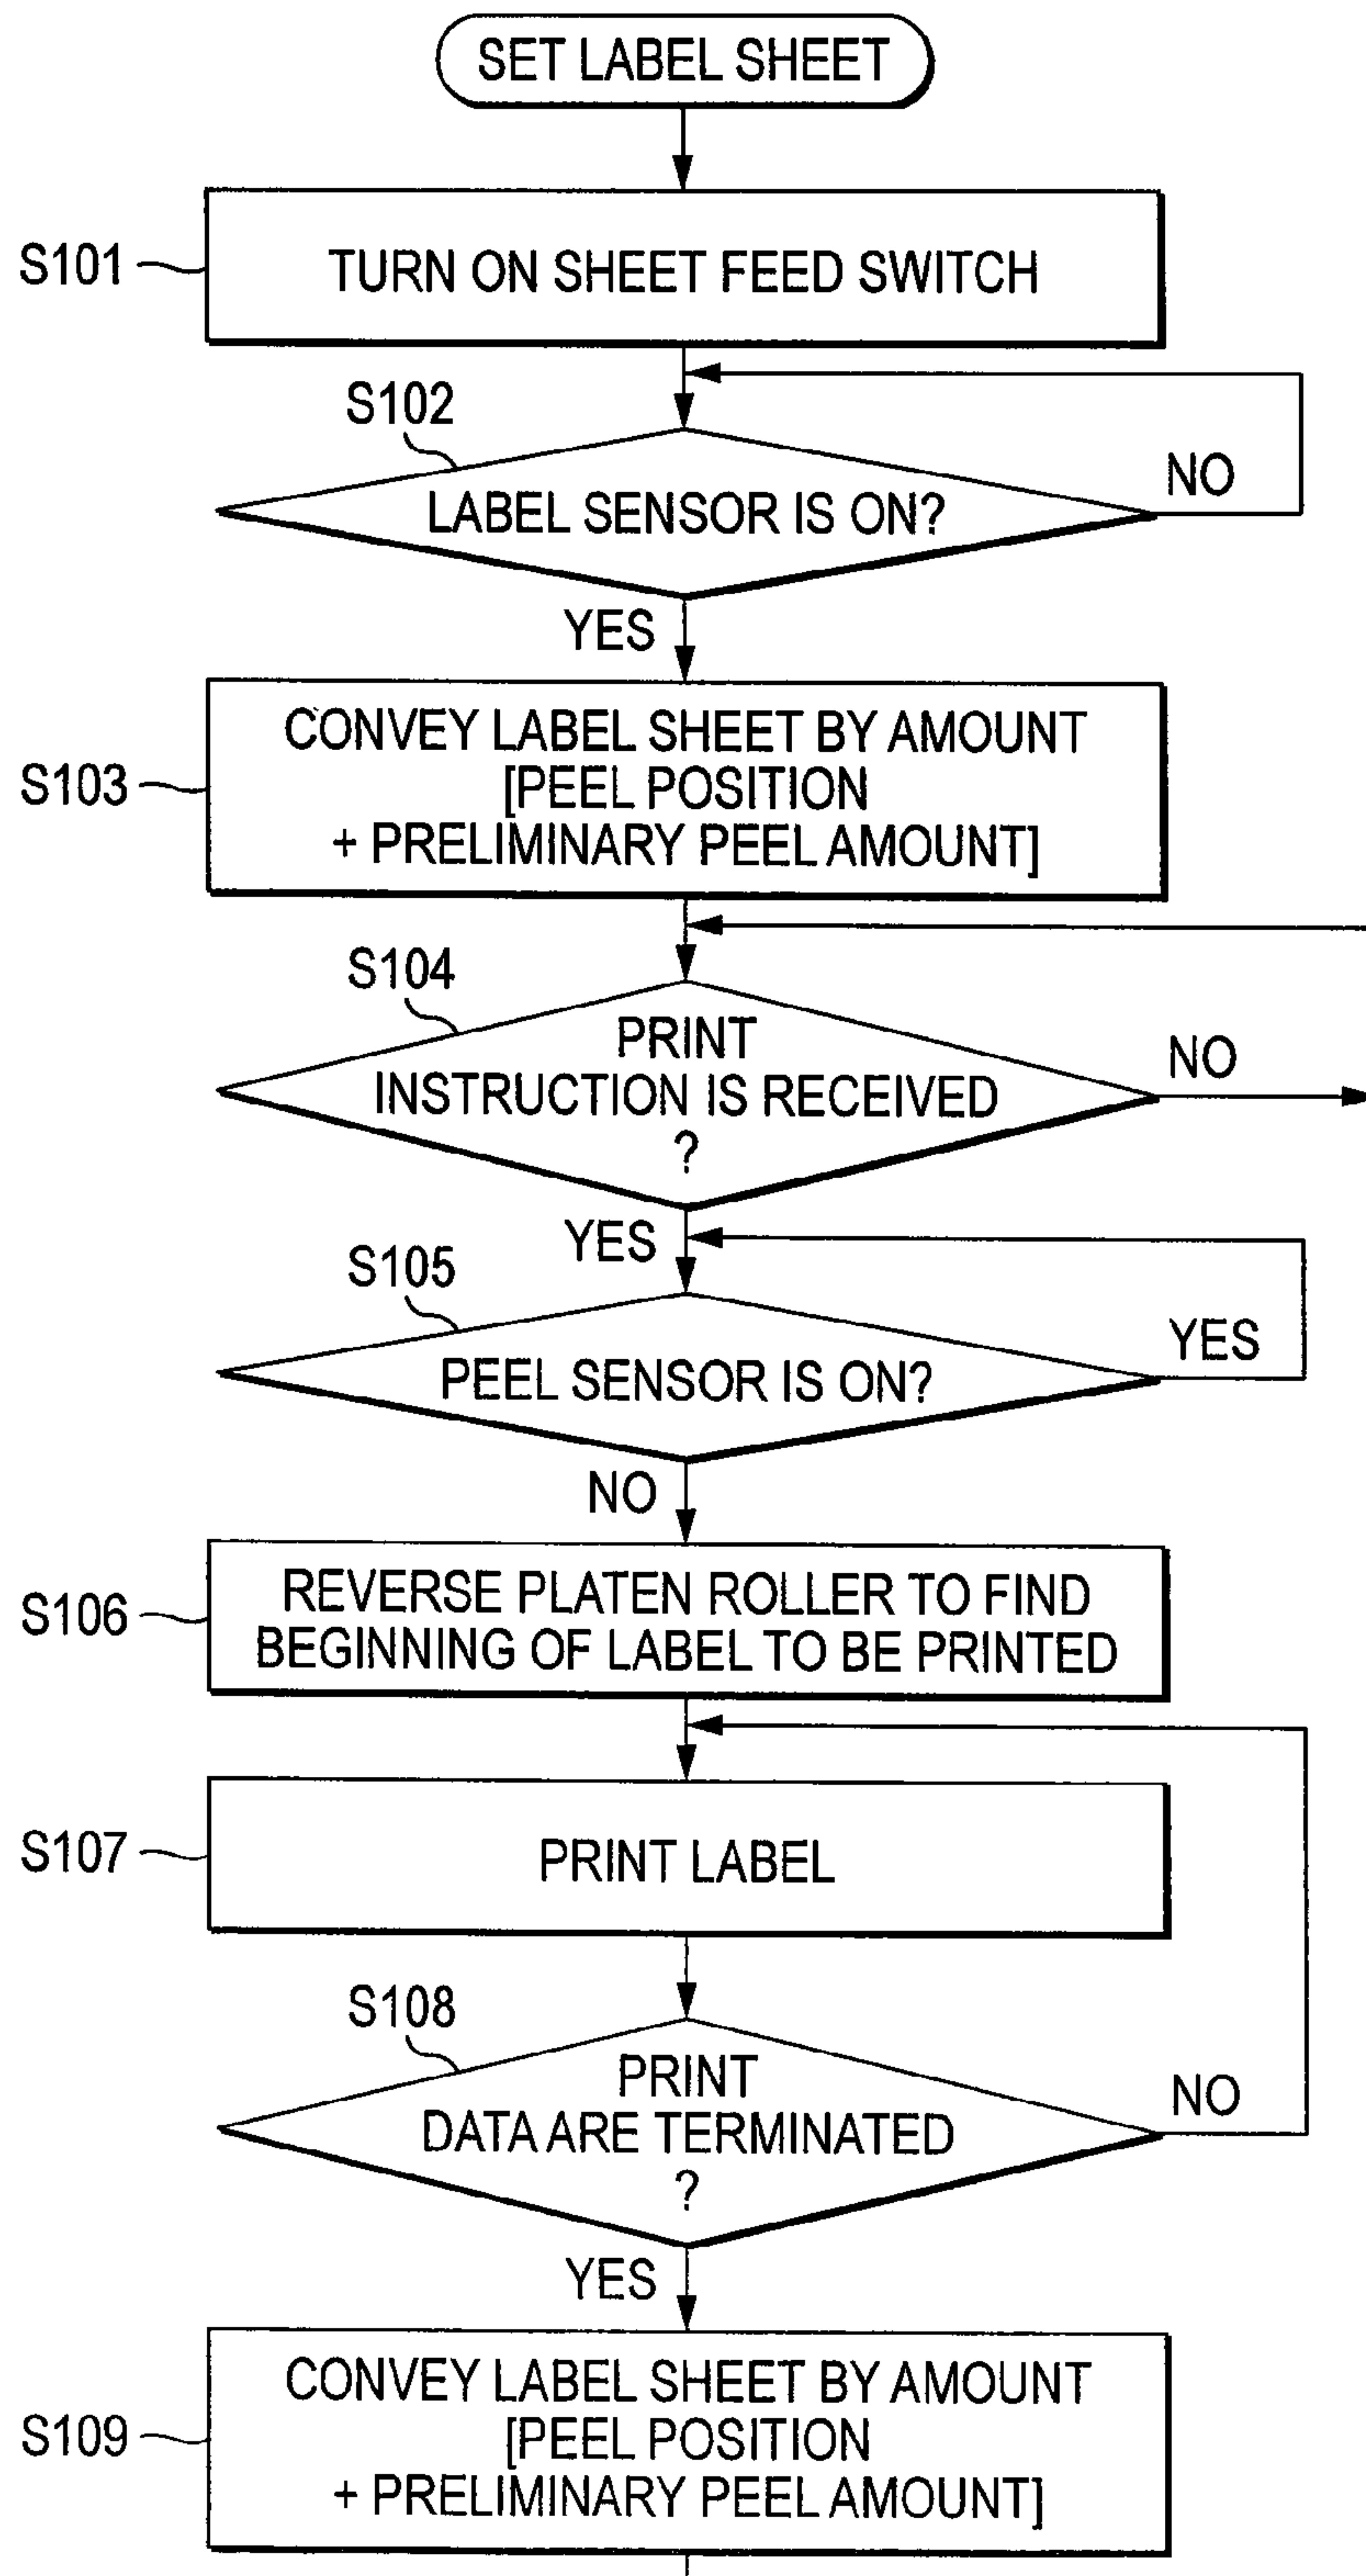 SET LABEL SHEET
S101
TURN ON SHEET FEED SWITCH
S102
LABEL SENSOR IS ON?
NO
YES
S103
CONVEY LABEL SHEET BY AMOUNT
[PEEL POSITION
+ PRELIMINARY PEEL AMOUNT]
S104
PRINT
INSTRUCTION IS RECEIVED
?
NO
YES
S105
PEEL SENSOR IS ON?
YES
NO
S106
REVERSE PLATEN ROLLER TO FIND
BEGINNING OF LABEL TO BE PRINTED
S107
PRINT LABEL
S108
PRINT
DATA ARE TERMINATED
?
NO
YES
S109
CONVEY LABEL SHEET BY AMOUNT
[PEEL POSITION
+ PRELIMINARY PEEL AMOUNT]